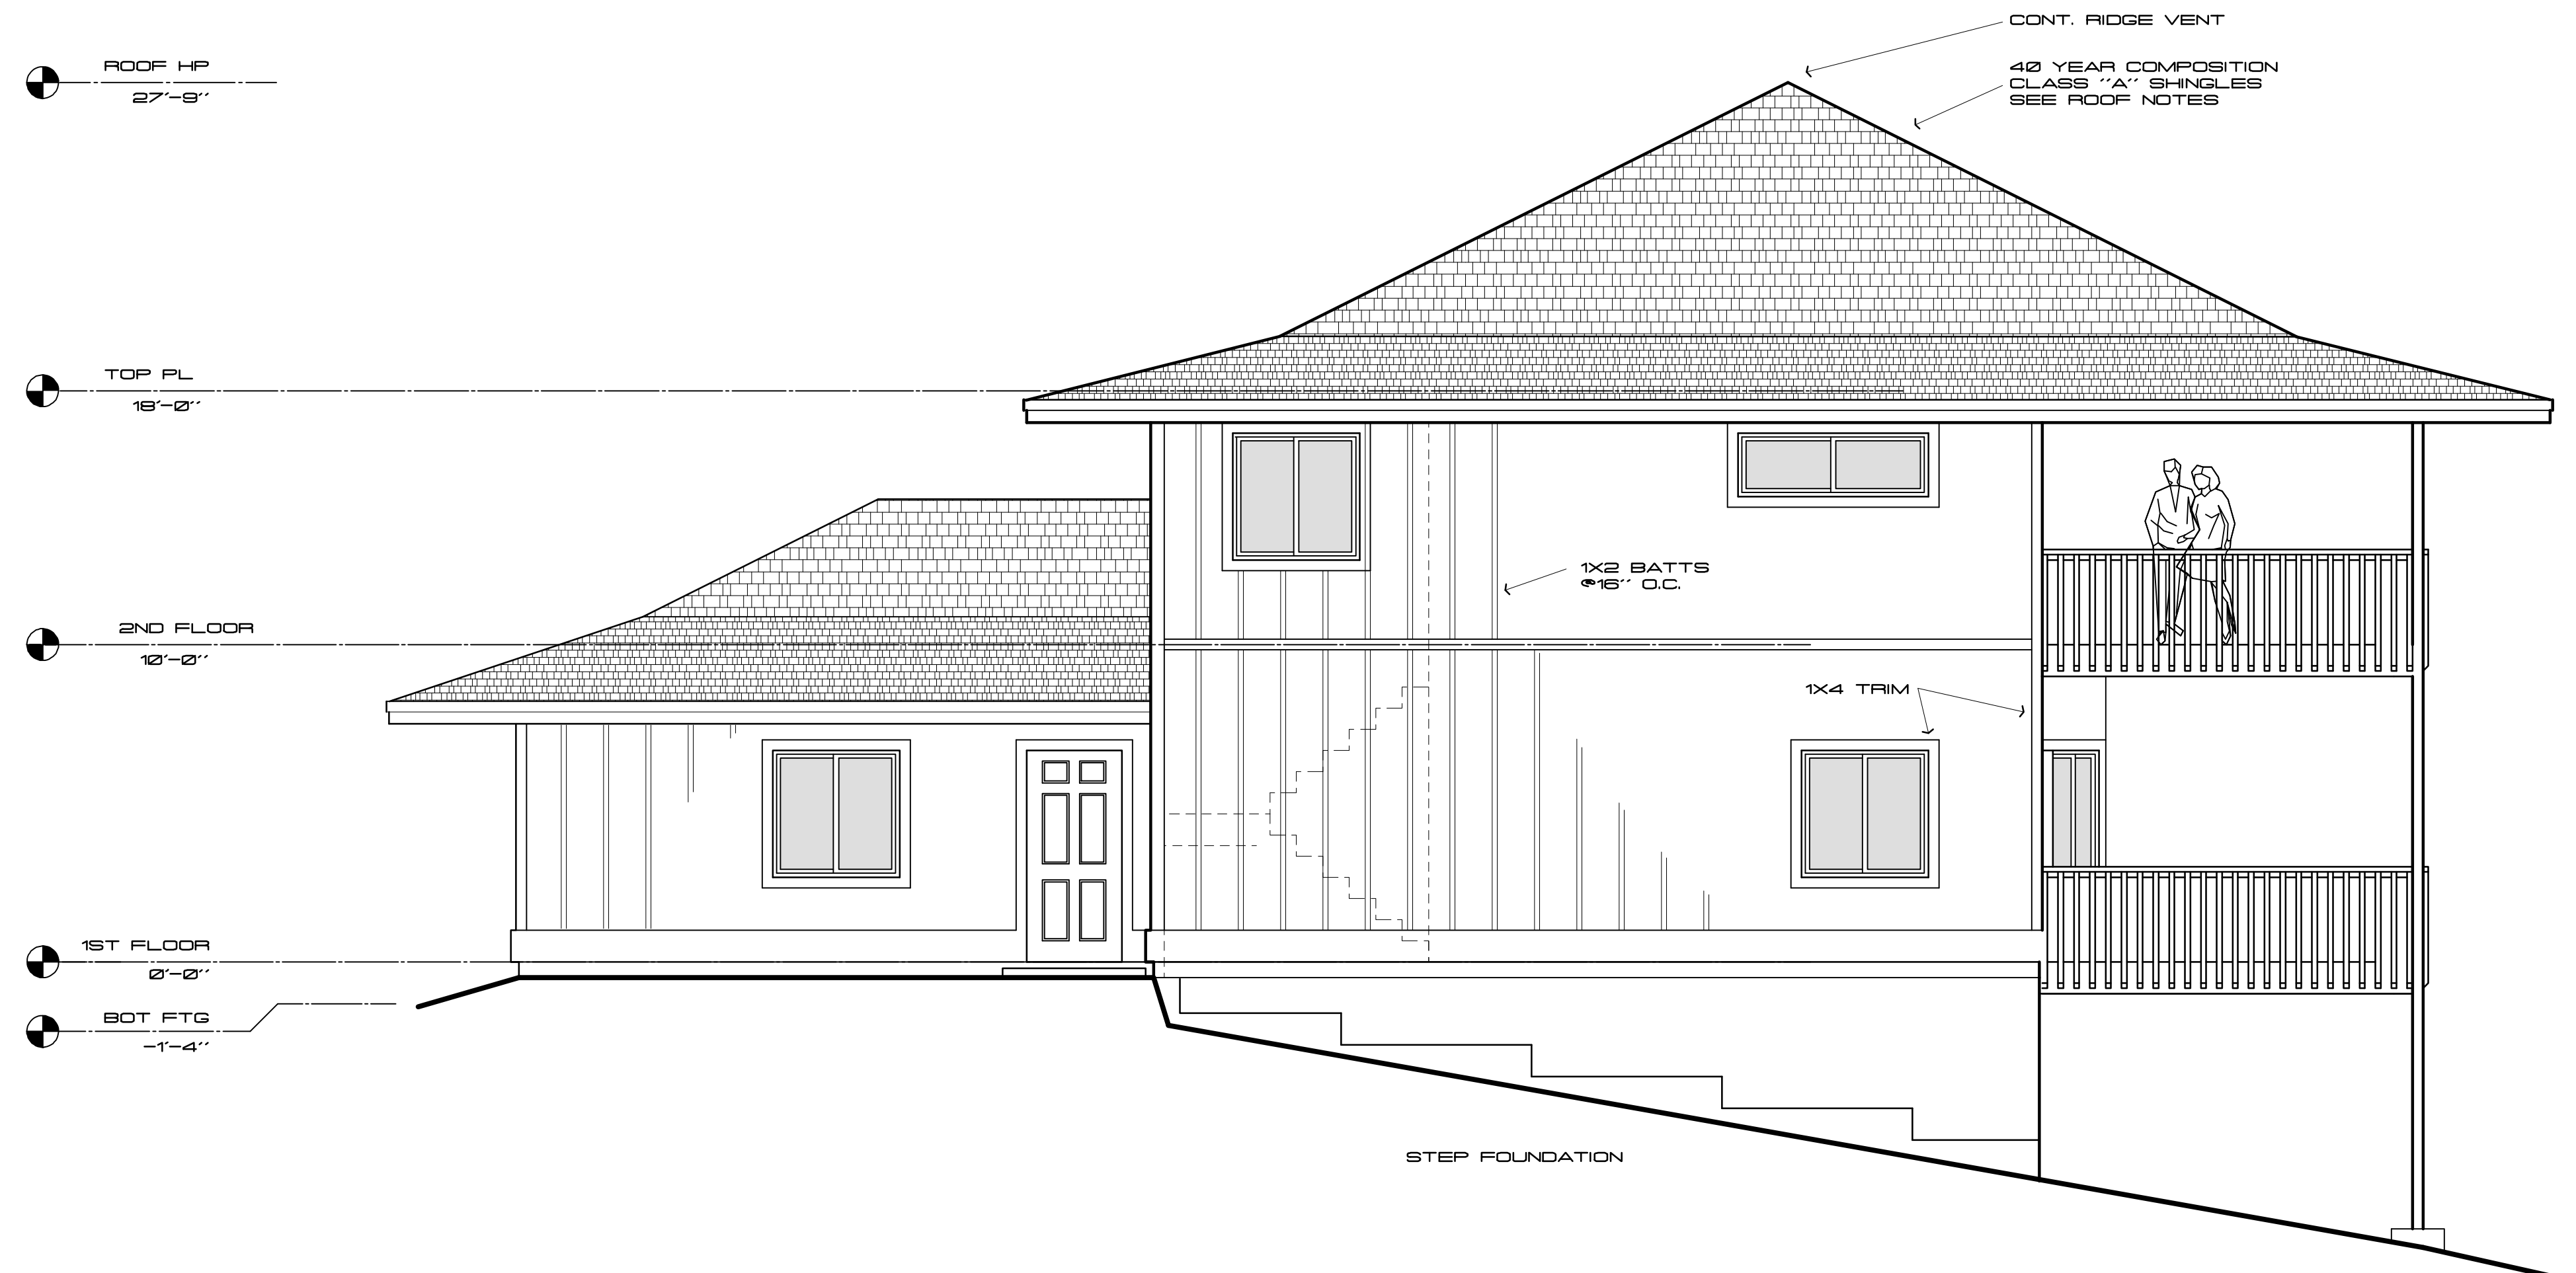 CONT. RIDGE VENT
ROOF HP
27'-9"
40 YEAR COMPOSITION
CLASS "A" SHINGLES
SEE ROOF NOTES
TOP PL
18'-0"
1X2 BATTS
@16" O.C.
2ND FLOOR
10'-0"
1X4 TRIM
1ST FLOOR
0'-0"
BOT FTG
-1'-4"
STEP FOUNDATION